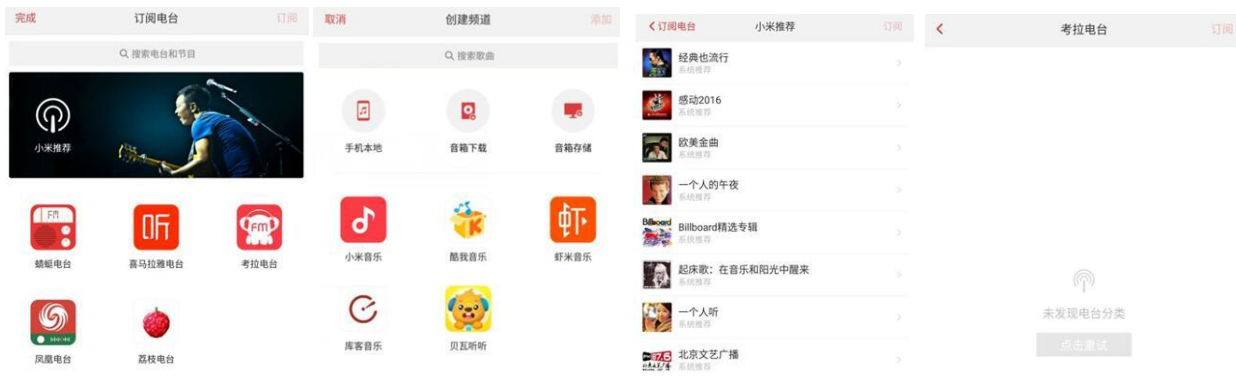 完成
订阅电台
订阅
搜索电台和节目
小米推荐
FM
蜻蜓电台
听
喜马拉雅电台
FM
考拉电台
凤凰电台
荔枝电台
取消
创建频道
添加
搜索歌曲
手机本地
音箱下载
音箱存储
小米音乐
K
酷我音乐
虾
虾米音乐
库客音乐
贝瓦听听
订阅电台
小米推荐
订阅
经典也流行
系统推荐
感动2016
系统推荐
欧美金曲
系统推荐
一个人的午夜
系统推荐
Billboard
Billboard精选专辑
系统推荐
起床歌：在音乐和阳光中醒来
系统推荐
一个人听
系统推荐
北京文艺广播
系统推荐
考拉电台
订阅
未发现电台分类
点击重试